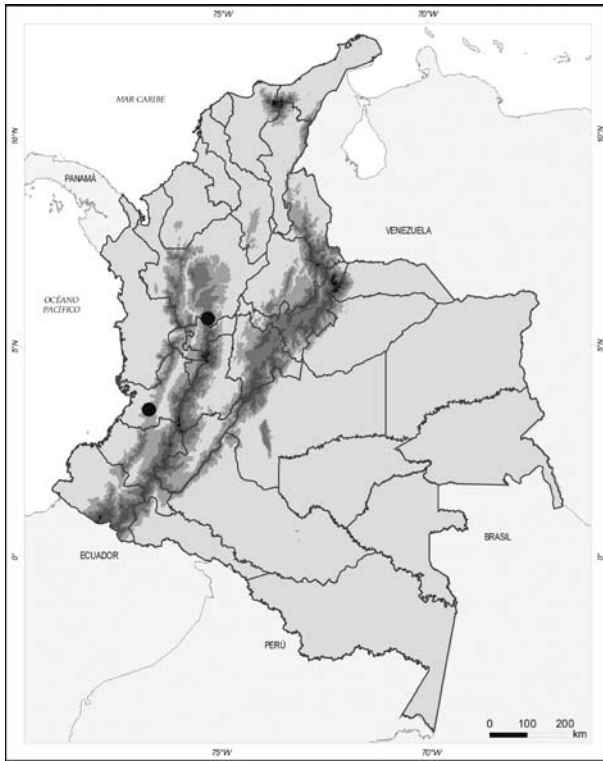 75°W 70°W
MAR CARIBE
10°N
10°N
PANAMÁ
VENEZUELA
OCÉANO
PACÍFICO
5°N
5°N
ECUADOR
0°
0°
BRASIL
PERÚ
0 100 200
km
75°W 70°W